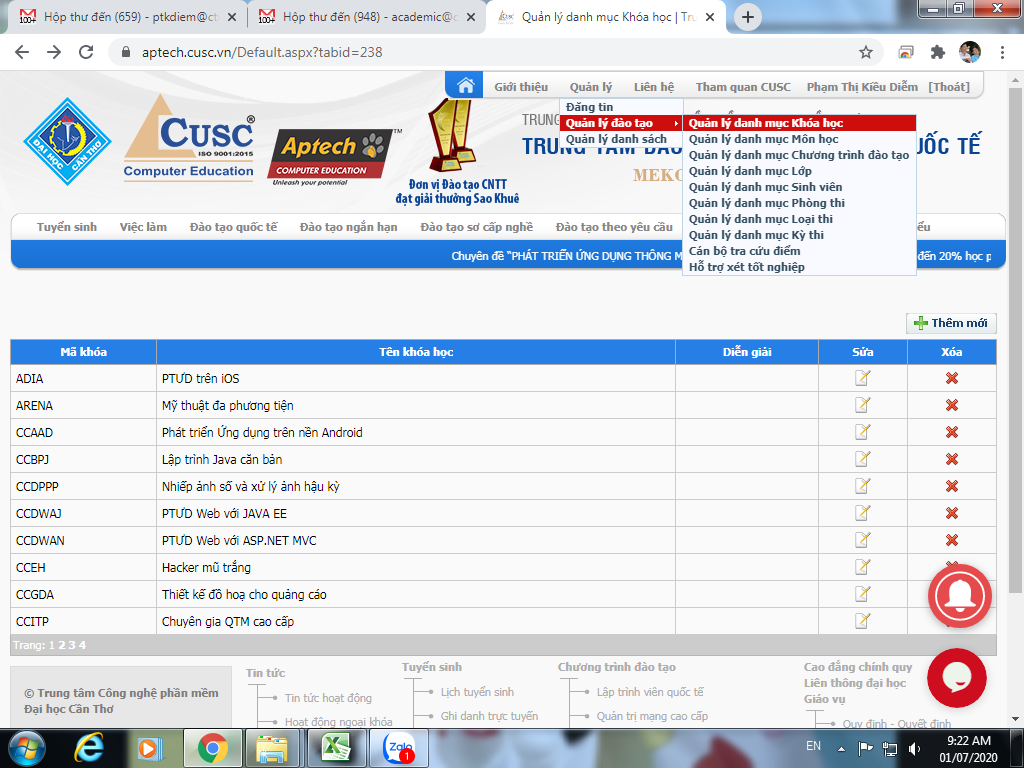 Hộp thư đến (659) - ptkdiem@ct
Hộp thư đến (948) - academic@c
Quản lý danh mục Khóa học | Tru
aptech.cusc.vn/Default.aspx?tabid=238
Giới thiệu Quản lý Liên hệ Tham quan CUSC Phạm Thị Kiều Diễm [Thoát]
Đăng tin
Quản lý đào tạo
Quản lý danh sách
Quản lý danh mục Khóa học
Quản lý danh mục Môn học
Quản lý danh mục Chương trình đào tạo
Quản lý danh mục Lớp
Quản lý danh mục Sinh viên
Quản lý danh mục Phòng thi
Quản lý danh mục Loại thi
Quản lý danh mục Kỳ thi
Cán bộ tra cứu điểm
Hỗ trợ xét tốt nghiệp
ĐẠI HỌC CẦN THƠ
CUSC®
ISO 9001:2015
Computer Education
Aptech™
COMPUTER EDUCATION
Unleash your potential
Đơn vị Đào tạo CNTT
đạt giải thưởng Sao Khuê
TRUNG
TRUNG TÂM ĐÀO
UỐC TẾ
MEKO
Tuyển sinh Việc làm Đào tạo quốc tế Đào tạo ngắn hạn Đào tạo sơ cấp nghề Đào tạo theo yêu cầu
Chuyên đề "PHÁT TRIỂN ỨNG DỤNG THÔNG M
đến 20% học p
Thêm mới
Mã khóa Tên khóa học Diễn giải Sửa Xóa
ADIA PTƯD trên iOS
ARENA Mỹ thuật đa phương tiện
CCAAD Phát triển Ứng dụng trên nền Android
CCBPJ Lập trình Java căn bản
CCDPPP Nhiếp ảnh số và xử lý ảnh hậu kỳ
CCDWAJ PTƯD Web với JAVA EE
CCDWAN PTƯD Web với ASP.NET MVC
CCEH Hacker mũ trắng
CCGDA Thiết kế đồ hoạ cho quảng cáo
CCITP Chuyên gia QTM cao cấp
Trang: 1 2 3 4
© Trung tâm Công nghệ phần mềm
Đại học Cần Thơ
Tin tức
Tin tức hoạt động
Hoạt động ngoại khóa
Tuyển sinh
Lịch tuyển sinh
Ghi danh trực tuyến
Chương trình đào tạo
Lập trình viên quốc tế
Quản trị mạng cao cấp
Cao đẳng chính quy
Liên thông đại học
Giáo vụ
Quy định - Quyết định
Zalo
1
EN
9:22 AM
01/07/2020